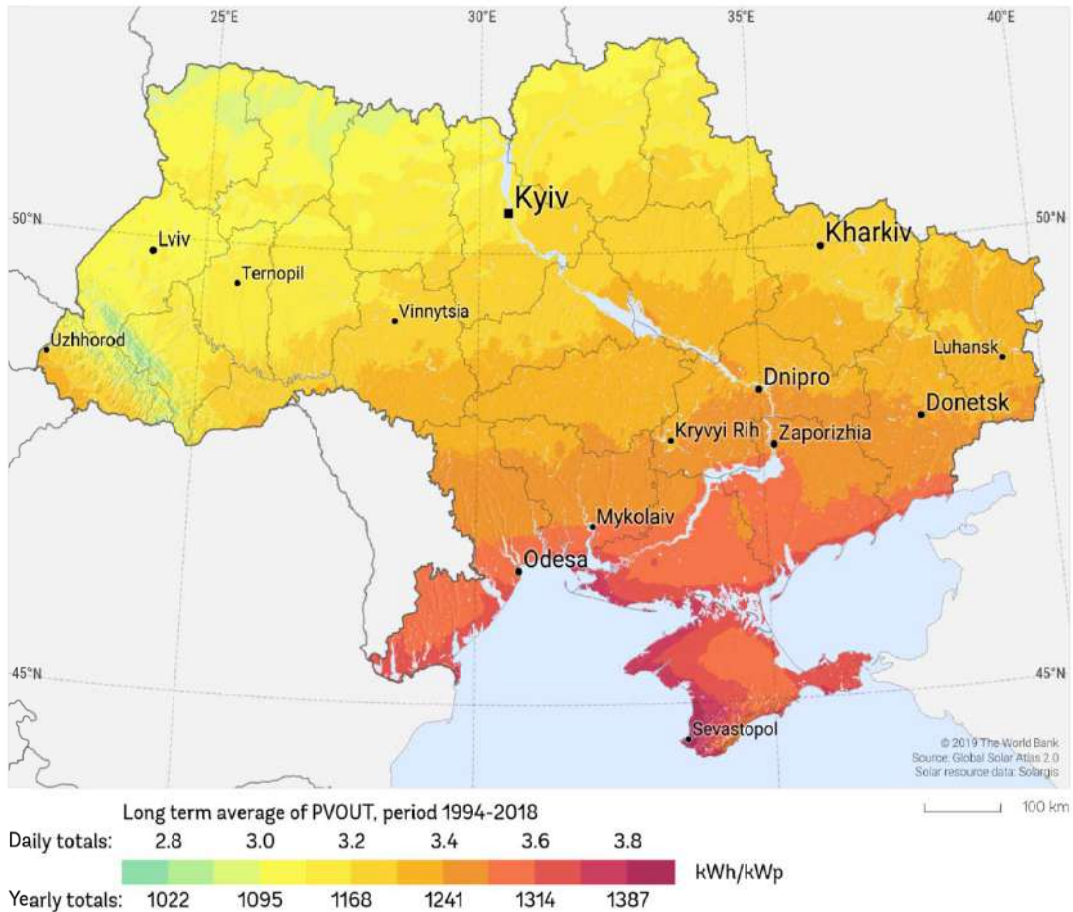 25°E 30°E 35°E 40°E
Kyiv
50°N 50°N
Kharkiv
Lviv
Ternopil
Vinnytsia
Uzhhorod
Luhansk
Dnipro
Donetsk
Kryvyi Rih Zaporizhia
Mykolaiv
Odesa
45°N 45°N
Sevastopol
© 2019 The World Bank
Source: Global Solar Atlas 2.0
Solar resource data: Solargis
Long term average of PVOUT, period 1994-2018
100 km
Daily totals: 2.8 3.0 3.2 3.4 3.6 3.8
kWh/kWp
Yearly totals: 1022 1095 1168 1241 1314 1387